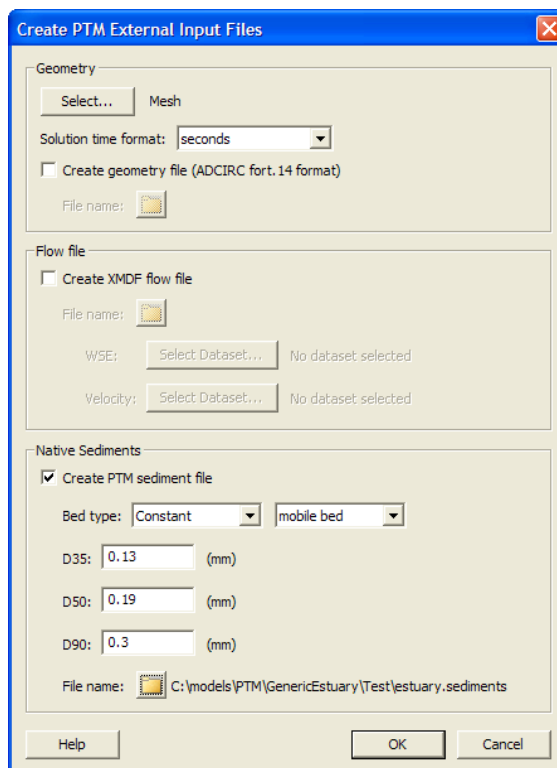 Create PTM External Input Files
Geometry
Select... Mesh
Solution time format: seconds
Create geometry file (ADCIRC fort.14 format)
File name:
Flow file
Create XMDF flow file
File name:
WSE: Select Dataset... No dataset selected
Velocity: Select Dataset... No dataset selected
Native Sediments
Create PTM sediment file
Bed type: Constant mobile bed
D35: 0.13 (mm)
D50: 0.19 (mm)
D90: 0.3 (mm)
File name: C:\models\PTM\GenericEstuary\Test\estuary.sediments
Help OK Cancel